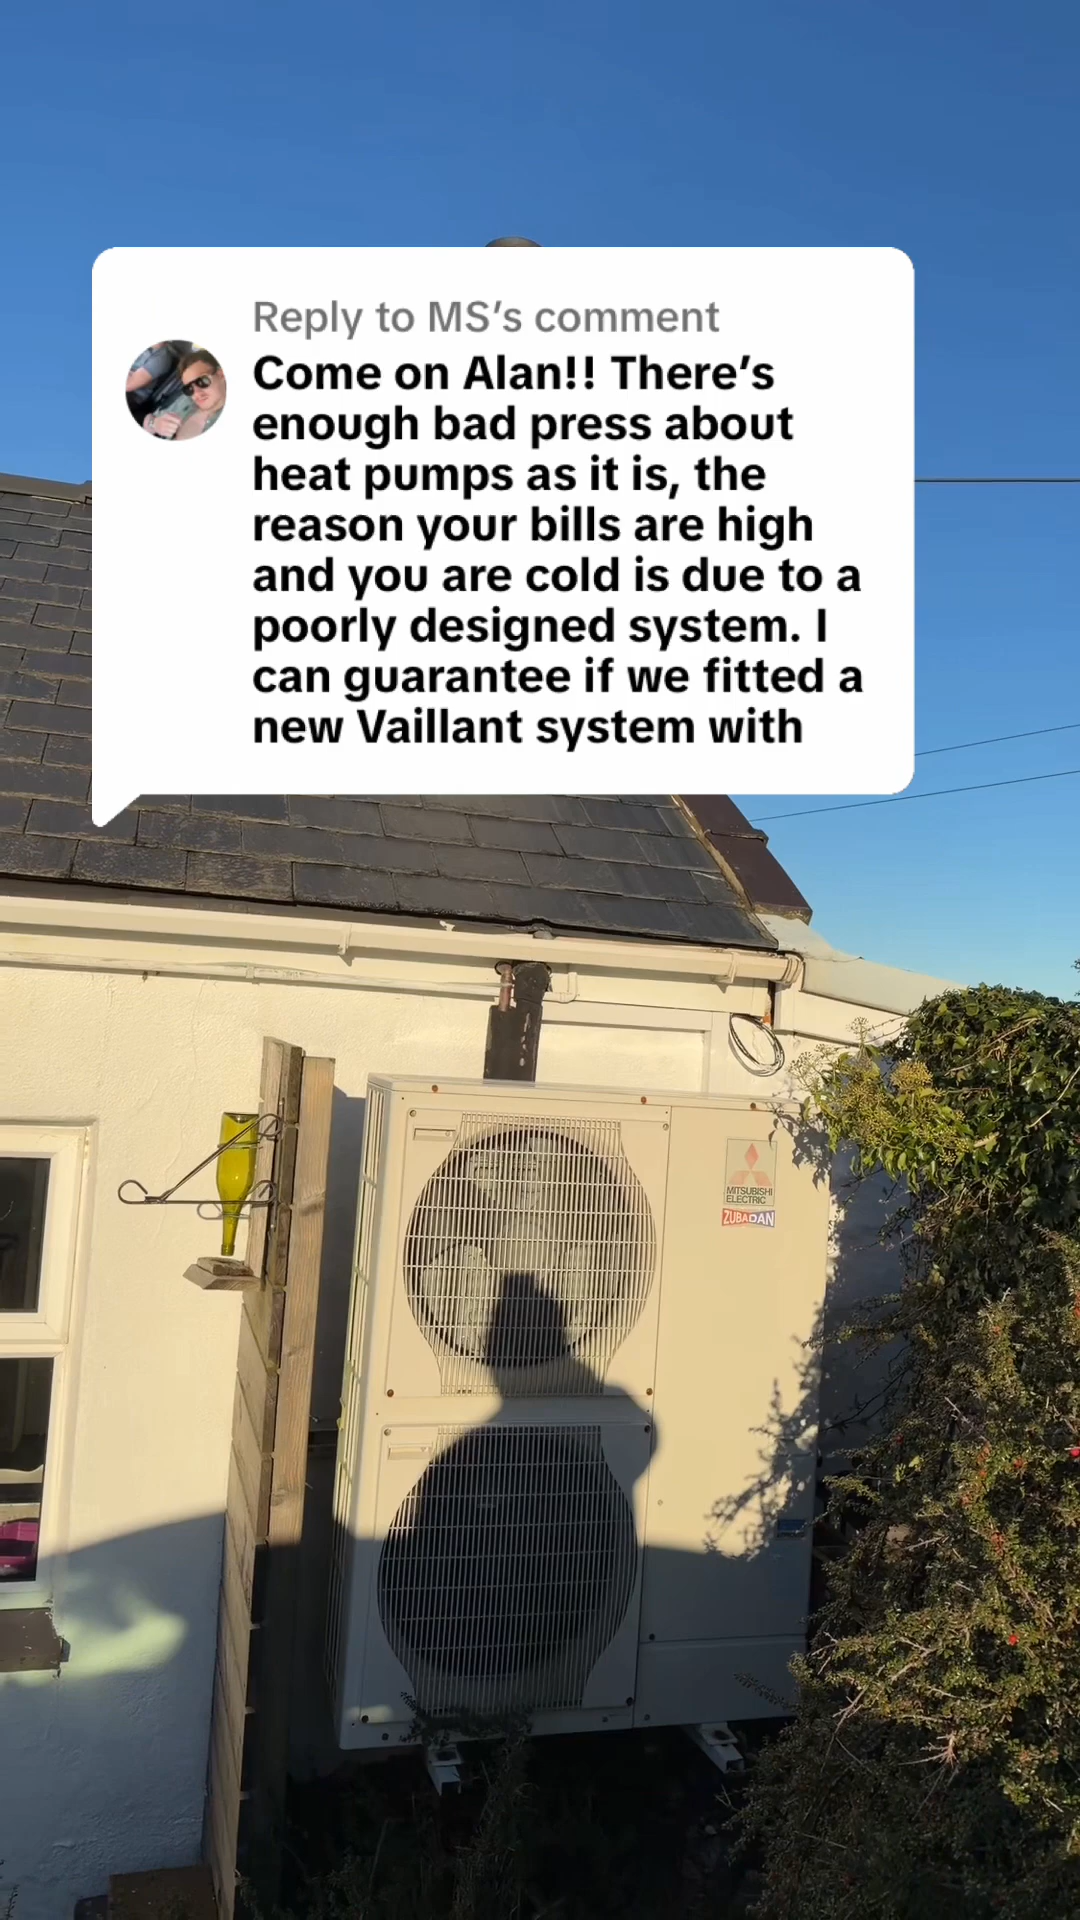 Reply to MS's comment
Come on Alan!! There's
enough bad press about
heat pumps as it is, the
reason your bills are high
and you are cold is due to a
poorly designed system. I
can guarantee if we fitted a
new Vaillant system with
MITSUBISHI
ELECTRIC
ZUBADAN